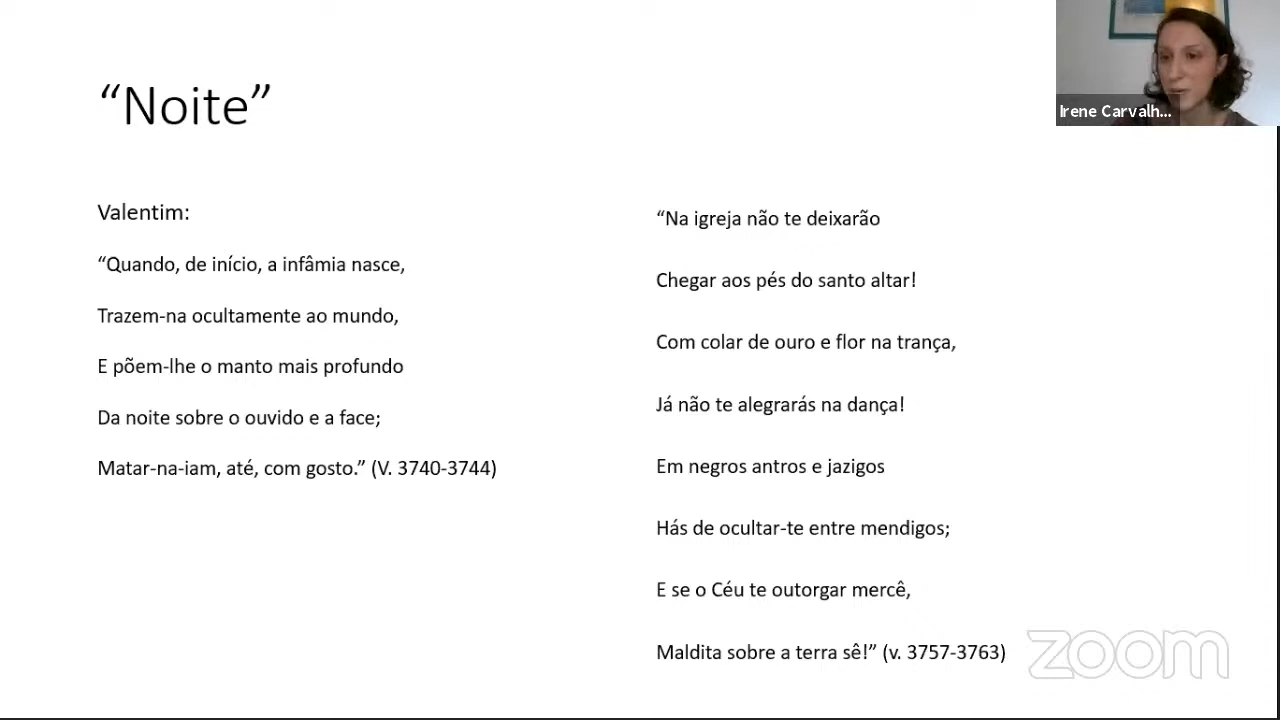 “Noite”
Irene Carvalh...
Valentim:
“Quando, de início, a infâmia nasce,
Trazem-na ocultamente ao mundo,
E põem-lhe o manto mais profundo
Da noite sobre o ouvido e a face;
Matar-na-iam, até, com gosto.” (V. 3740-3744)
“Na igreja não te deixarão
Chegar aos pés do santo altar!
Com colar de ouro e flor na trança,
Já não te alegrarás na dança!
Em negros antros e jazigos
Hás de ocultar-te entre mendigos;
E se o Céu te outorgar mercê,
Maldita sobre a terra sê!” (v. 3757-3763)
zoom